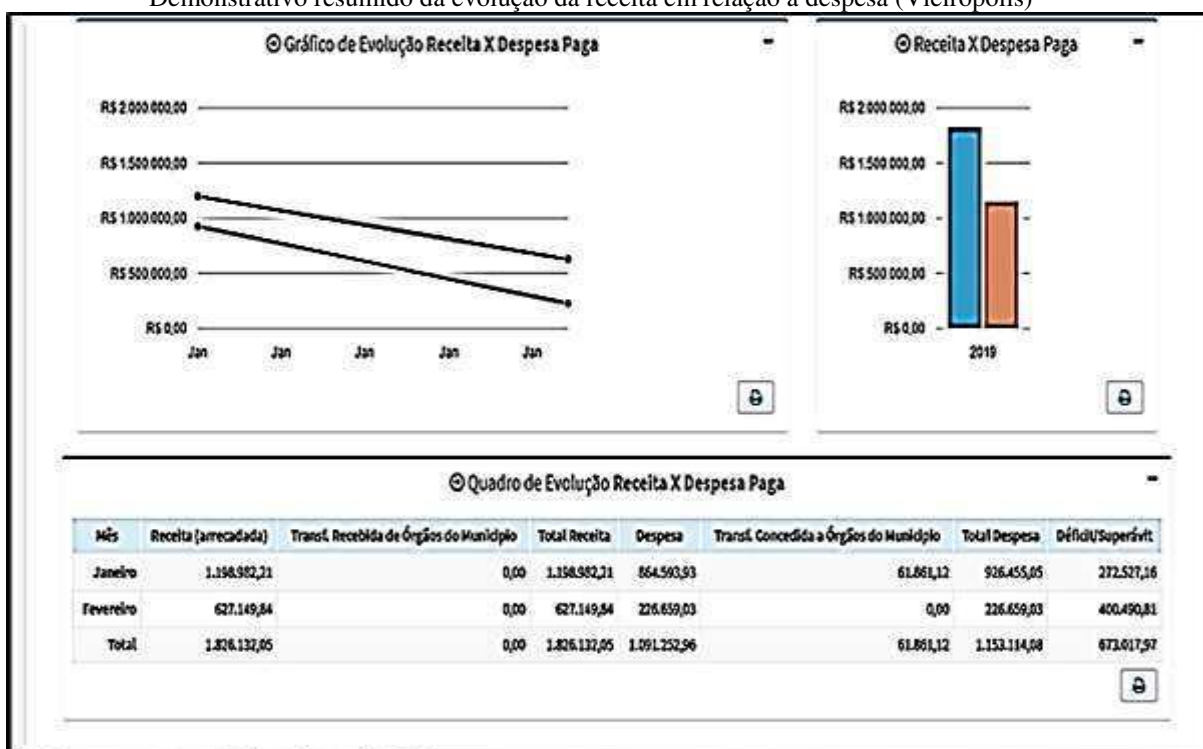 Demonstrativo resumido da evolução da receita em relação a despesa (Vieirópolis)
Gráfico de Evolução Receita X Despesa Paga
R$ 2.000.000,00
R$ 1.500.000,00
R$ 1.000.000,00
R$ 500.000,00
R$ 0,00
Jan Jan Jan Jan Jan
Receita X Despesa Paga
R$ 2.000.000,00
R$ 1.500.000,00
R$ 1.000.000,00
R$ 500.000,00
R$ 0,00
2019
Quadro de Evolução Receita X Despesa Paga
Mês Receita (arrecadada) Transf. Recebida de Órgãos do Município Total Receita Despesa Transf. Concedida a Órgãos do Município Total Despesa Déficit/Superávit
Janeiro 1.198.982,21 0,00 1.198.982,21 864.593,93 61.861,12 926.455,05 272.527,16
Fevereiro 627.149,84 0,00 627.149,84 226.659,03 0,00 226.659,03 400.490,81
Total 1.826.132,05 0,00 1.826.132,05 1.091.252,96 61.861,12 1.153.114,08 673.017,97